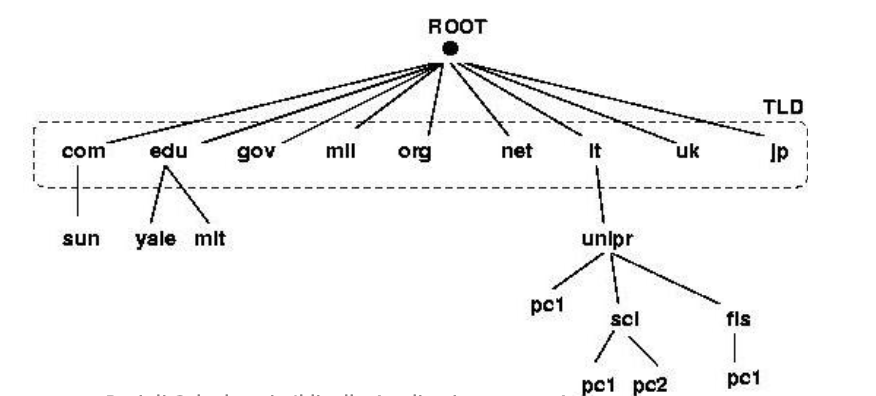 ROOT
TLD
com edu gov mil org net it uk jp
sun yale mit unipr
pc1
sci fis
pc1 pc2 pc1